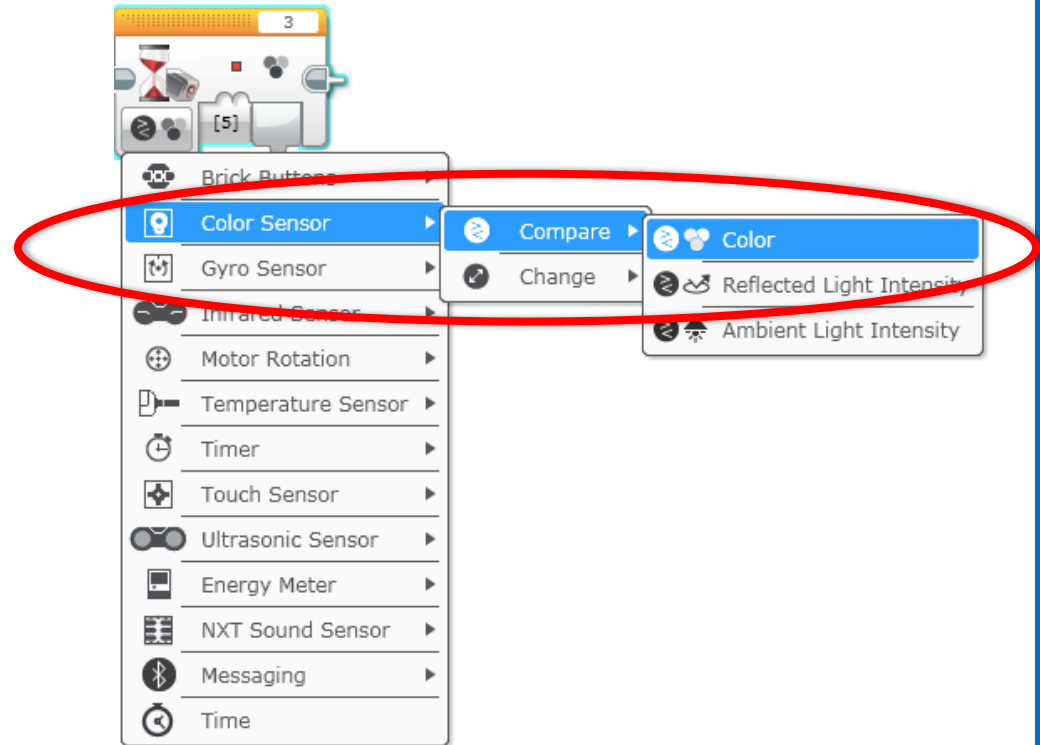 3
[5]
Brick Buttons
Color Sensor
Compare
Color
Gyro Sensor
Change
Reflected Light Intensity
Infrared Sensor
Ambient Light Intensity
Motor Rotation
Temperature Sensor
Timer
Touch Sensor
Ultrasonic Sensor
Energy Meter
NXT Sound Sensor
Messaging
Time